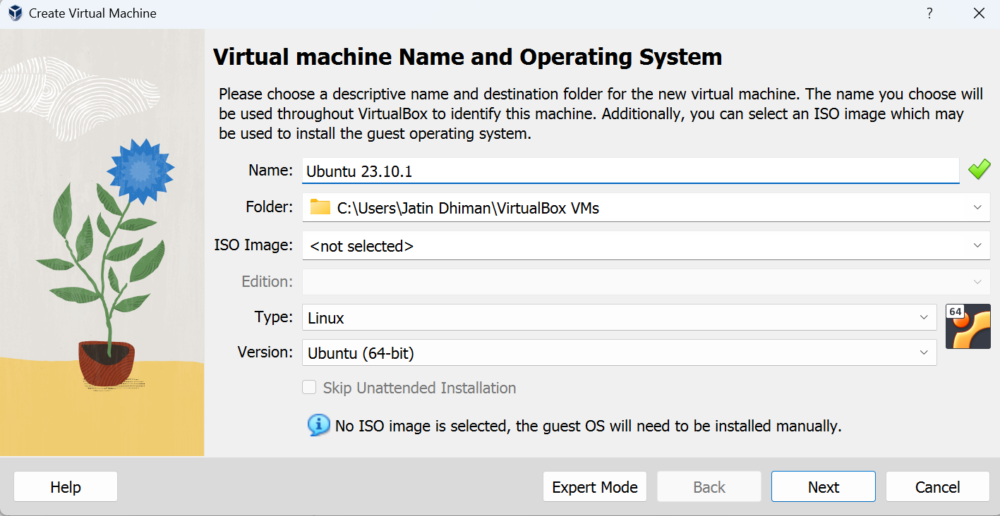 Create Virtual Machine
?
Virtual machine Name and Operating System
Please choose a descriptive name and destination folder for the new virtual machine. The name you choose will
be used throughout VirtualBox to identify this machine. Additionally, you can select an ISO image which may
be used to install the guest operating system.
Name: Ubuntu 23.10.1
Folder: C:\Users\Jatin Dhiman\VirtualBox VMs
ISO Image: <not selected>
Edition:
Type: Linux
64
Version: Ubuntu (64-bit)
Skip Unattended Installation
No ISO image is selected, the guest OS will need to be installed manually.
Help
Expert Mode
Back
Next
Cancel